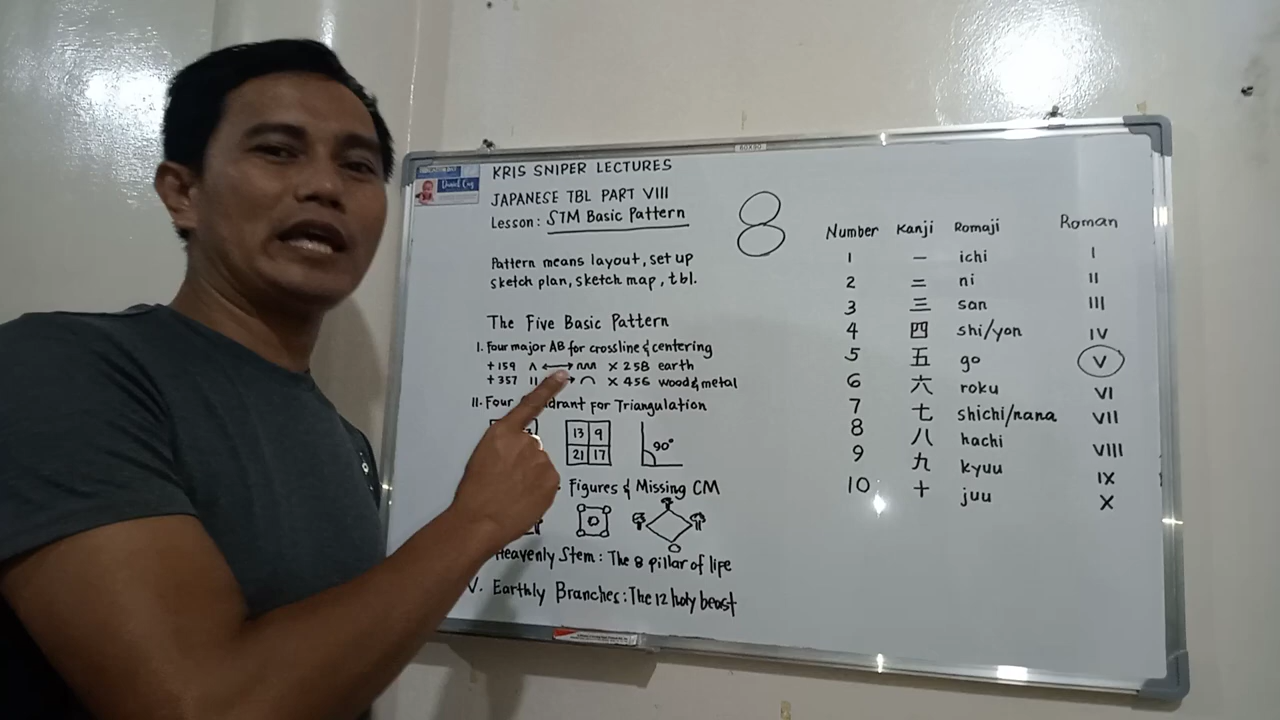 KRIS SNIPER LECTURES
JAPANESE TBL PART VIII
Lesson: STM Basic Pattern
8
Pattern means layout, set up
sketch plan, sketch map, tbl.
The Five Basic Pattern
I. Four major AB for crossline & centering
+159 ʌ ↔ ʍʍ × 258 earth
+357 || → ⌒ × 456 wood & metal
II. Four Quadrant for Triangulation
13 9
21 17
90°
Figures & Missing CM
Heavenly Stem: The 8 pillar of life
V. Earthly Branches: The 12 holy beast
Number Kanji Romaji Roman
1 一 ichi I
2 二 ni II
3 三 san III
4 四 shi/yon IV
5 五 go V
6 六 roku VI
7 七 shichi/nana VII
8 八 hachi VIII
9 九 kyuu IX
10 十 juu X